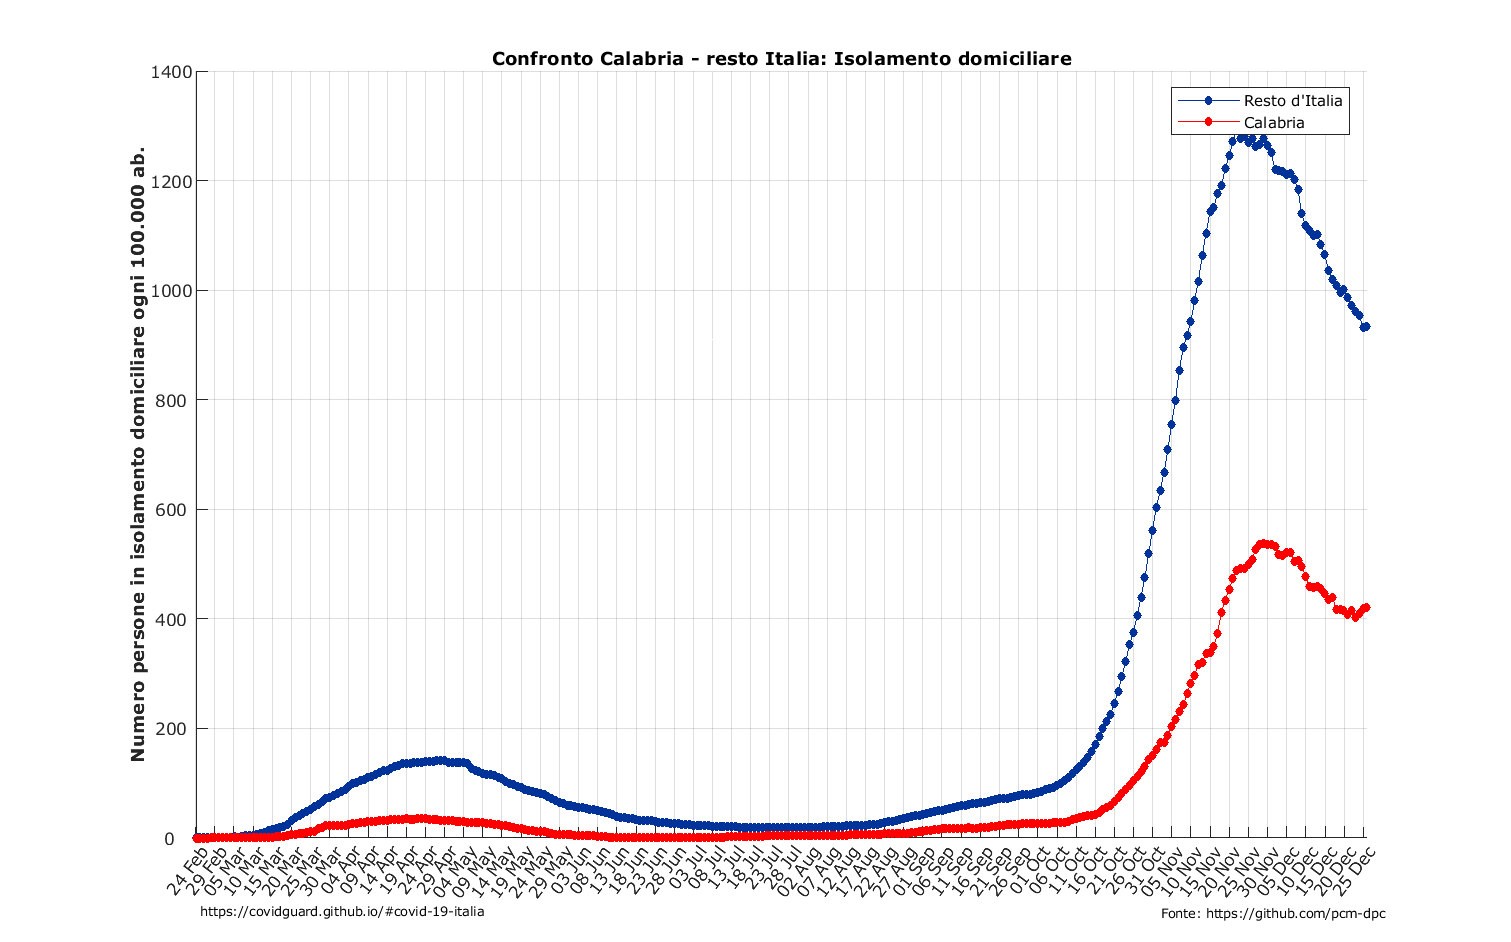 Confronto Calabria - resto Italia: Isolamento domiciliare
Numero persone in isolamento domiciliare ogni 100.000 ab.
1400
1200
1000
800
600
400
200
0
Resto d'Italia
Calabria
24 Feb
29 Feb
05 Mar
10 Mar
15 Mar
20 Mar
25 Mar
30 Mar
04 Apr
09 Apr
14 Apr
19 Apr
24 Apr
29 Apr
04 May
09 May
14 May
19 May
24 May
29 May
03 Jun
08 Jun
13 Jun
18 Jun
23 Jun
28 Jun
03 Jul
08 Jul
13 Jul
18 Jul
23 Jul
28 Jul
02 Aug
07 Aug
12 Aug
17 Aug
22 Aug
27 Aug
01 Sep
06 Sep
11 Sep
16 Sep
21 Sep
26 Sep
01 Oct
06 Oct
11 Oct
16 Oct
21 Oct
26 Oct
31 Oct
05 Nov
10 Nov
15 Nov
20 Nov
25 Nov
30 Nov
05 Dec
10 Dec
15 Dec
20 Dec
25 Dec
https://covidguard.github.io/#covid-19-italia
Fonte: https://github.com/pcm-dpc